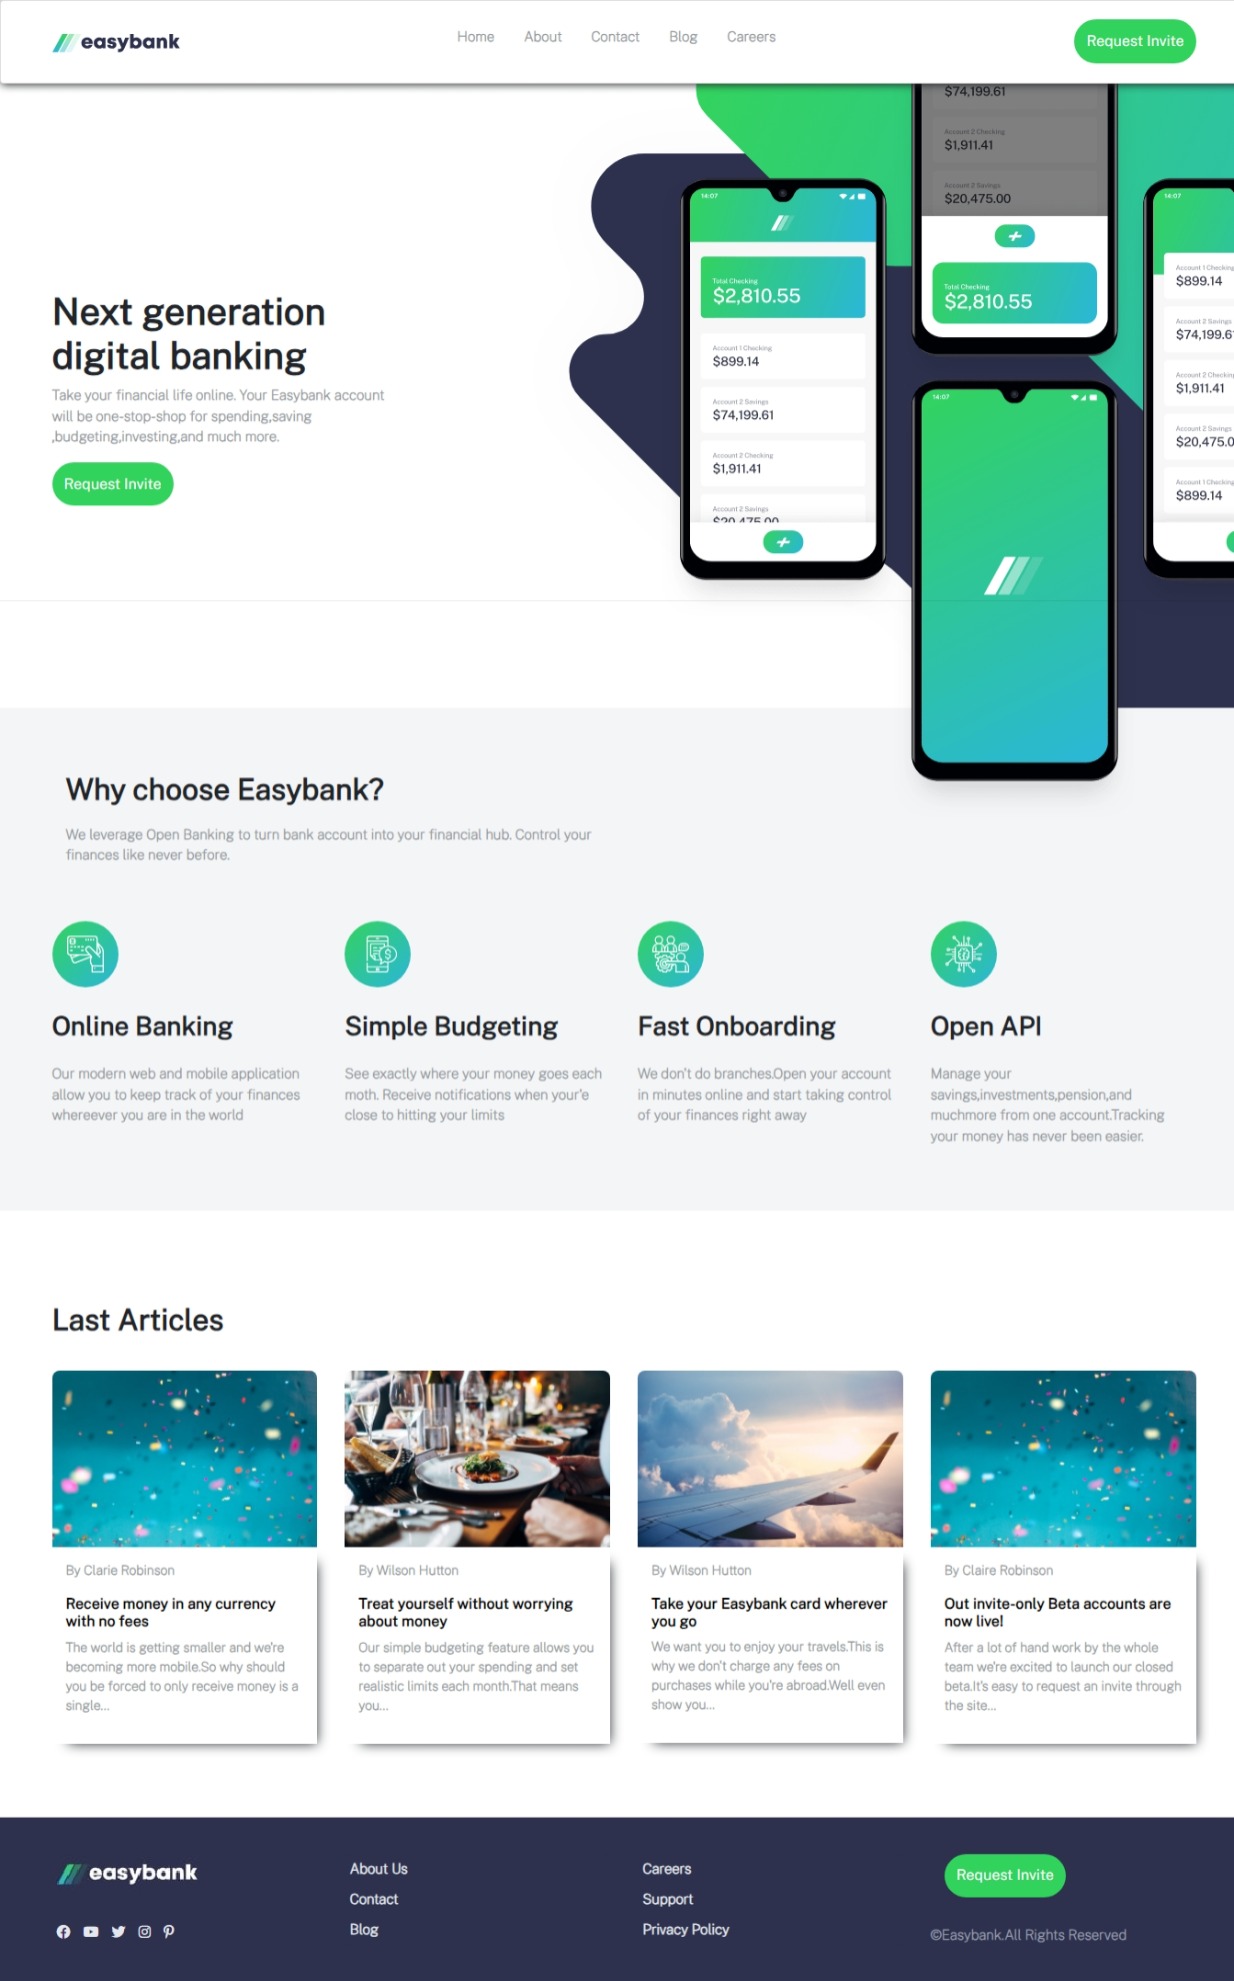 easybank
Home About Contact Blog Careers
Request Invite
$74,199.61
Account 2 Checking
$1,911.41
Account 2 Savings
$20,475.00
Total Checking
$2,810.55
14:07
Total Checking
$2,810.55
Account 1 Checking
$899.14
Account 2 Savings
$74,199.61
Account 2 Checking
$1,911.41
Account 2 Savings
$20,475.00
14:07
14:07
Account 1 Checking
$899.14
Account 2 Savings
$74,199.6
Account 2 Checking
$1,911.41
Account 2 Savings
$20,475.0
Account 1 Checking
$899.14
Next generation
digital banking
Take your financial life online. Your Easybank account
will be one-stop-shop for spending,saving
,budgeting,investing,and much more.
Request Invite
Why choose Easybank?
We leverage Open Banking to turn bank account into your financial hub. Control your
finances like never before.
Online Banking
Our modern web and mobile application
allow you to keep track of your finances
whereever you are in the world
Simple Budgeting
See exactly where your money goes each
moth. Receive notifications when your'e
close to hitting your limits
Fast Onboarding
We don't do branches.Open your account
in minutes online and start taking control
of your finances right away
Open API
Manage your
savings,investments,pension,and
muchmore from one account.Tracking
your money has never been easier.
Last Articles
By Clarie Robinson
Receive money in any currency
with no fees
The world is getting smaller and we're
becoming more mobile.So why should
you be forced to only receive money is a
single...
By Wilson Hutton
Treat yourself without worrying
about money
Our simple budgeting feature allows you
to separate out your spending and set
realistic limits each month.That means
you...
By Wilson Hutton
Take your Easybank card wherever
you go
We want you to enjoy your travels.This is
why we don't charge any fees on
purchases while you're abroad.Well even
show you...
By Claire Robinson
Out invite-only Beta accounts are
now live!
After a lot of hand work by the whole
team we're excited to launch our closed
beta.It's easy to request an invite through
the site...
easybank
About Us
Contact
Blog
Careers
Support
Privacy Policy
Request Invite
©Easybank.All Rights Reserved